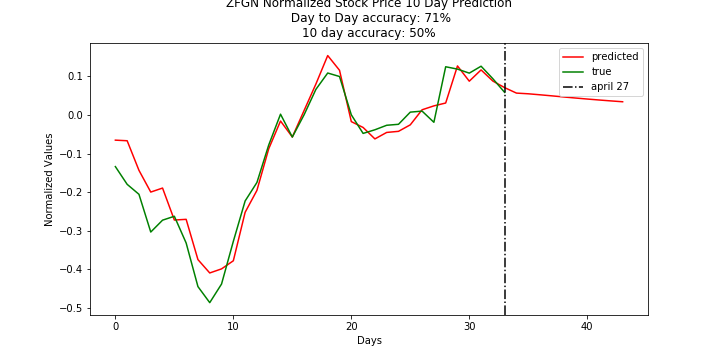 ZFGN Normalized Stock Price 10 Day Prediction
Day to Day accuracy: 71%
10 day accuracy: 50%
predicted
true
april 27
Normalized Values
0.1
0.0
−0.1
−0.2
−0.3
−0.4
−0.5
0 10 20 30 40
Days